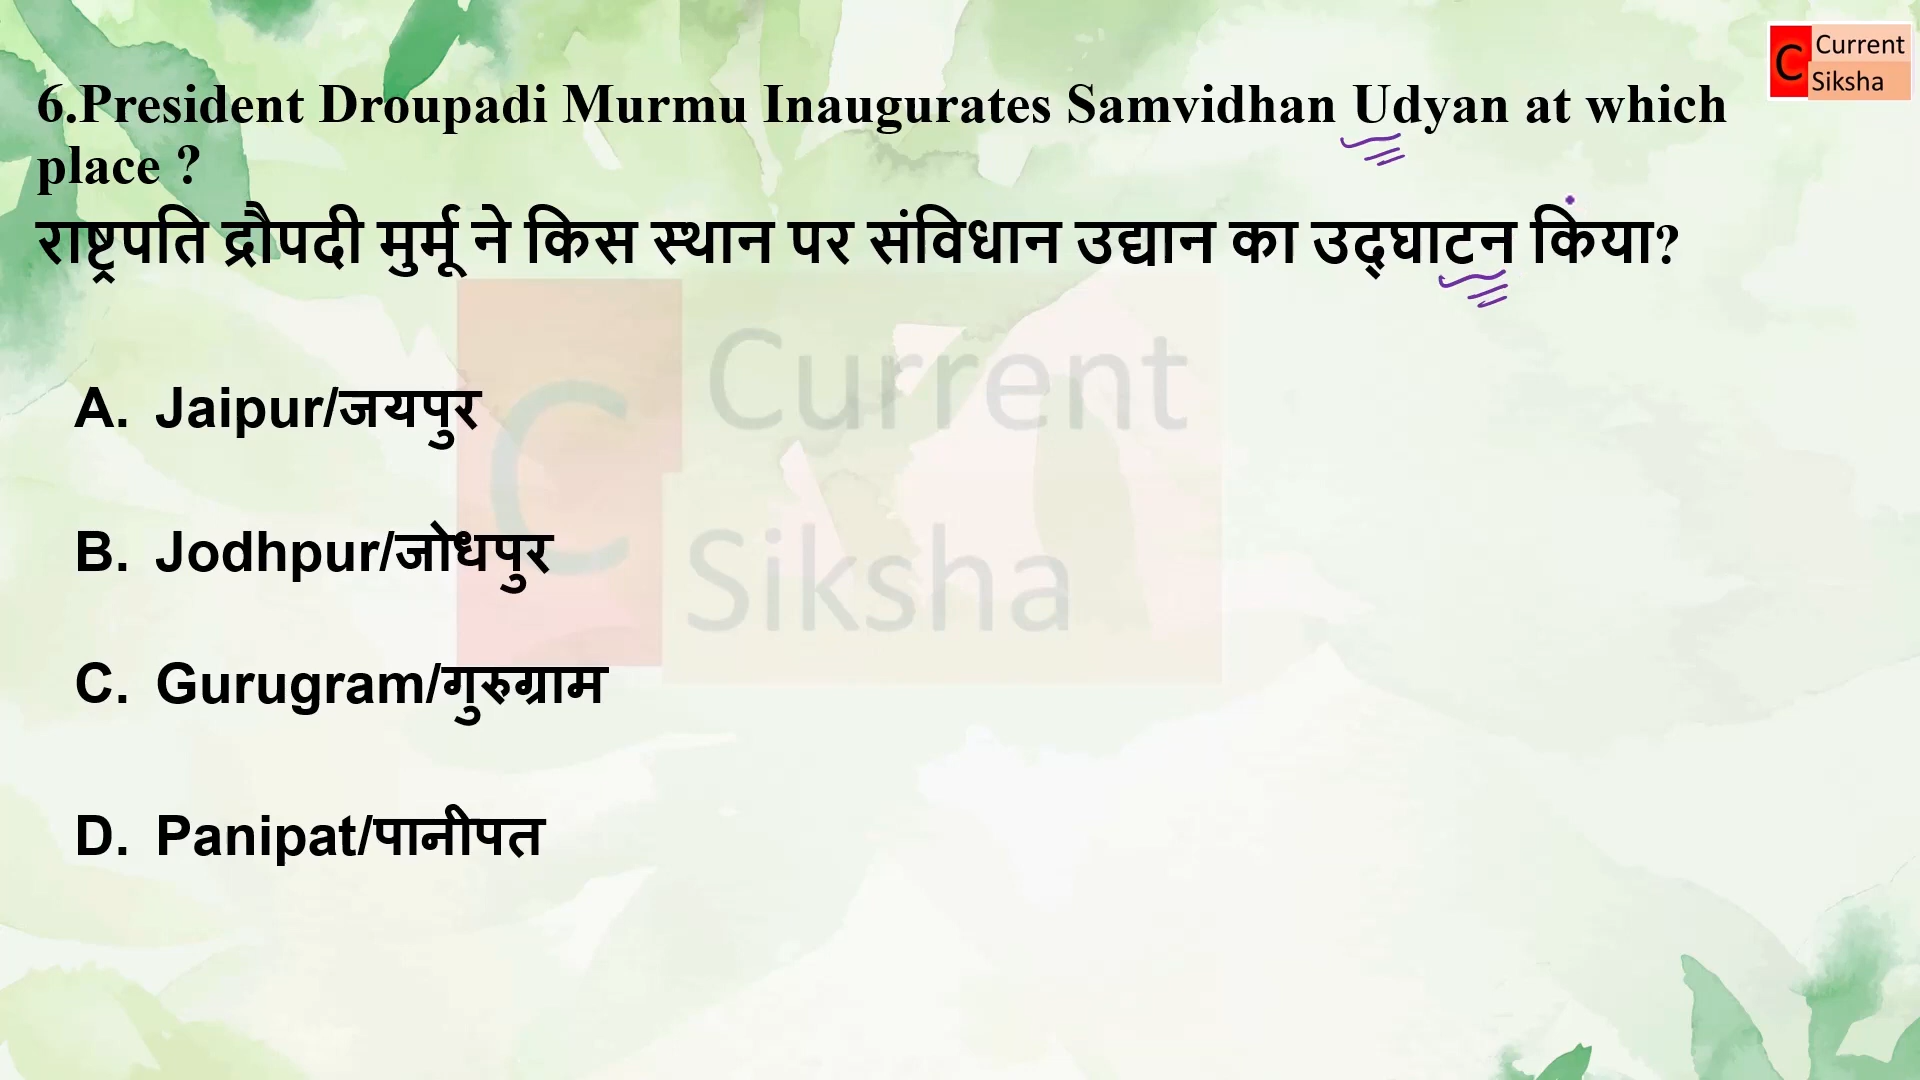 C Current
Siksha
6.President Droupadi Murmu Inaugurates Samvidhan Udyan at which
place ?
राष्ट्रपति द्रौपदी मुर्मू ने किस स्थान पर संविधान उद्यान का उद्घाटन किया?
C Current
Siksha
A. Jaipur/जयपुर
B. Jodhpur/जोधपुर
C. Gurugram/गुरुग्राम
D. Panipat/पानीपत